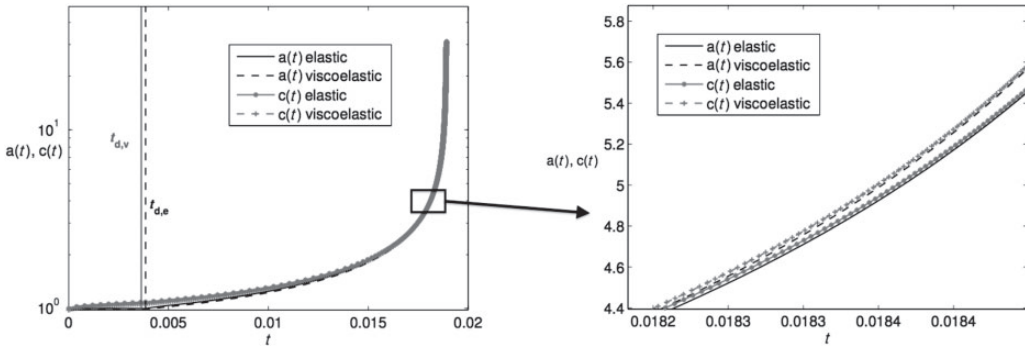 a(t) elastic
a(t) viscoelastic
c(t) elastic
c(t) viscoelastic
10^1
a(t), c(t)
t_{d,v}
t_{d,e}
10^0
0
0.005
0.01
0.015
0.02
t
5.8
5.6
5.4
5.2
5
4.8
4.6
4.4
a(t), c(t)
a(t) elastic
a(t) viscoelastic
c(t) elastic
c(t) viscoelastic
0.0182
0.0183
0.0183
0.0184
0.0184
t